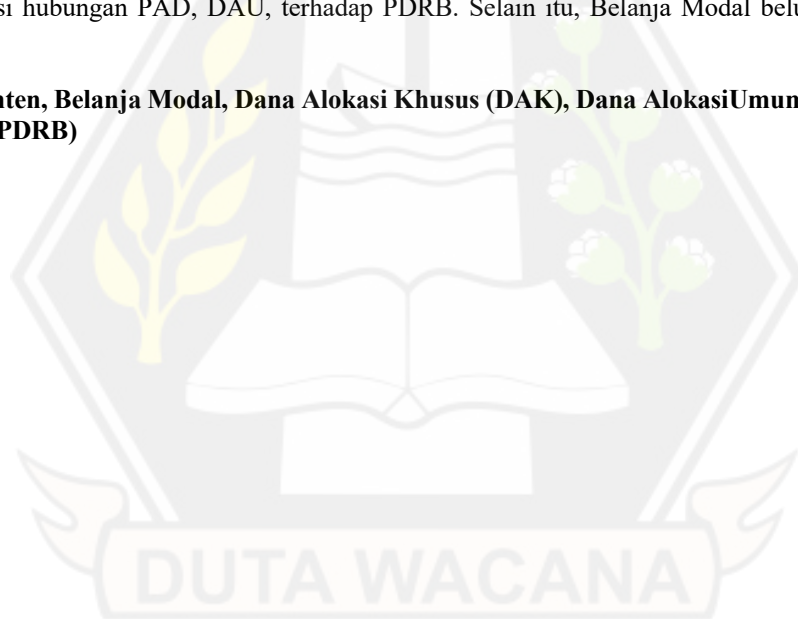 si hubungan PAD, DAU, terhadap PDRB. Selain itu, Belanja Modal belu
nten, Belanja Modal, Dana Alokasi Khusus (DAK), Dana AlokasiUmum
PDRB)
DUTA WACANA